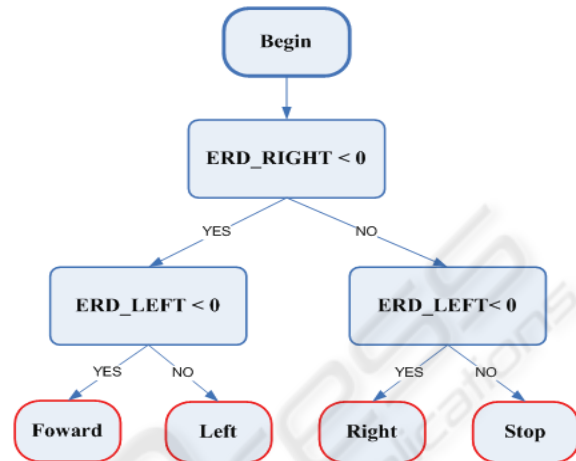 Begin
ERD_RIGHT < 0
YES
NO
ERD_LEFT < 0
ERD_LEFT< 0
YES
NO
YES
NO
Foward
Left
Right
Stop